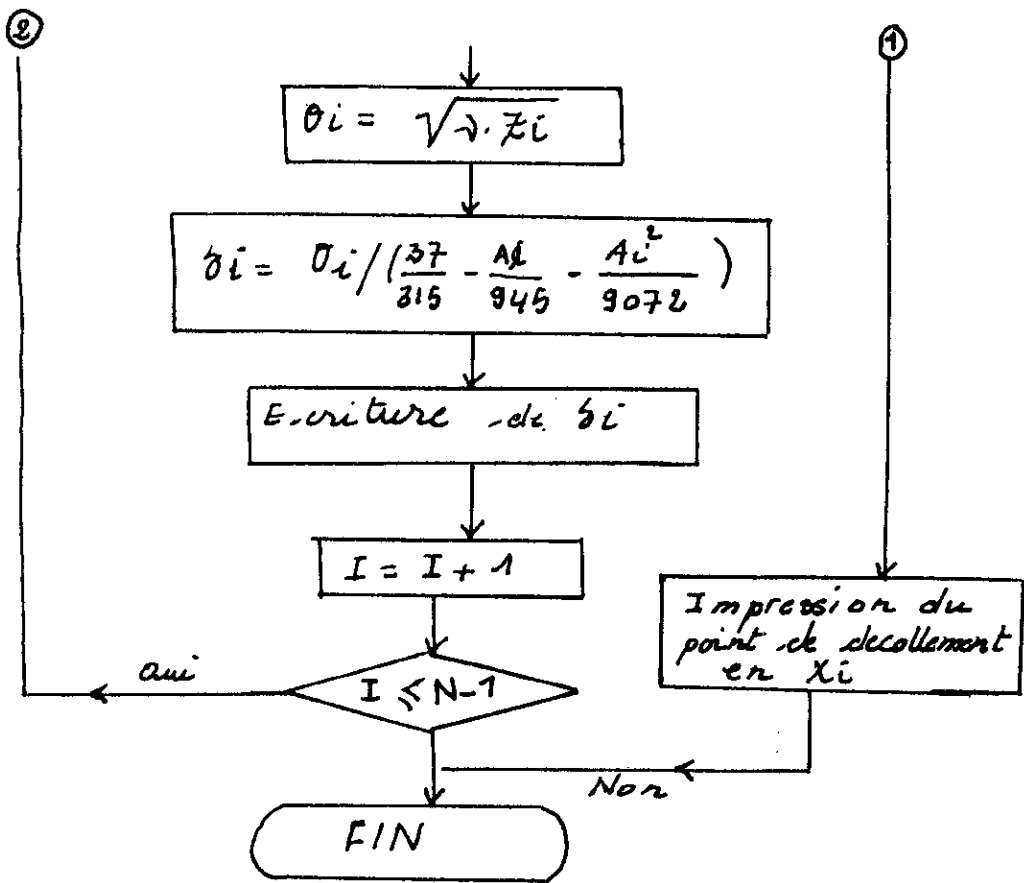 2
1
θi = √ν.Zi
δi = θi/(37/315 - Ai/945 - Ai²/9072)
Ecriture de δi
I = I + 1
Impression du
point de decollement
en Xi
oui
I ≤ N-1
Non
FIN